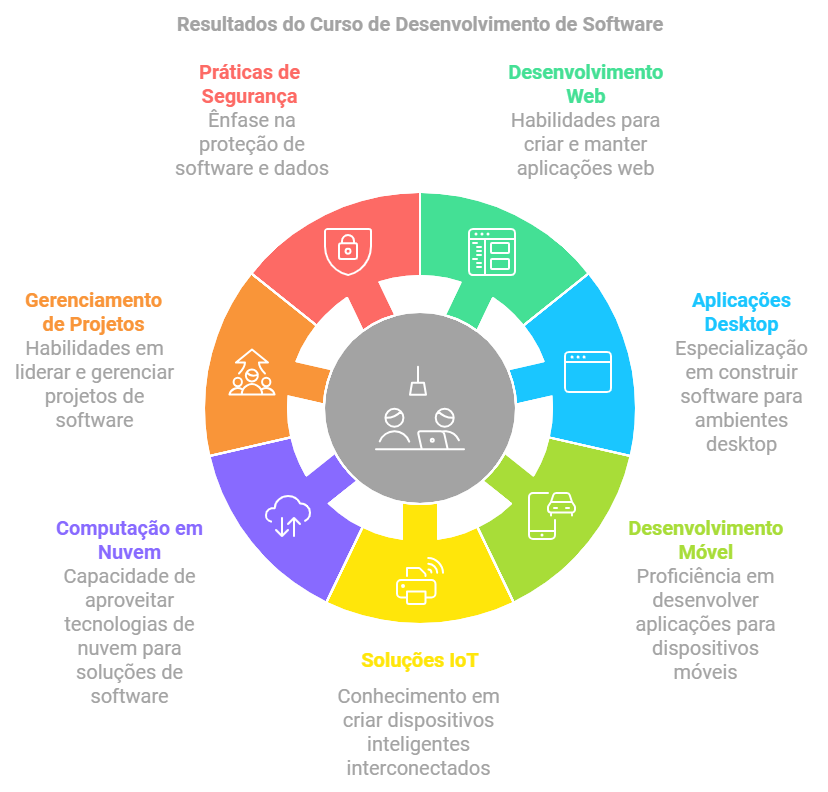 Resultados do Curso de Desenvolvimento de Software
Práticas de
Segurança
Ênfase na
proteção de
software e dados
Desenvolvimento
Web
Habilidades para
criar e manter
aplicações web
Gerenciamento
de Projetos
Habilidades em
liderar e gerenciar
projetos de
software
Aplicações
Desktop
Especialização
em construir
software para
ambientes
desktop
Computação em
Nuvem
Capacidade de
aproveitar
tecnologias de
nuvem para
soluções de
software
Desenvolvimento
Móvel
Proficiência em
desenvolver
aplicações para
dispositivos
móveis
Soluções IoT
Conhecimento em
criar dispositivos
inteligentes
interconectados